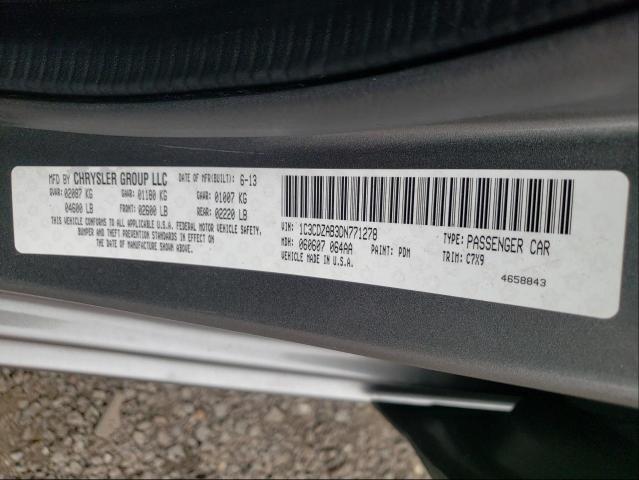 MFD BY CHRYSLER GROUP LLC DATE OF MFR(BUILT): 6-13
GVWR: 02087 KG GAWR: 01180 KG GAWR: 01007 KG
04600 LB FRONT: 02600 LB REAR: 02220 LB
THIS VEHICLE CONFORMS TO ALL APPLICABLE U.S.A. FEDERAL MOTOR VEHICLE SAFETY,
BUMPER AND THEFT PREVENTION STANDARDS IN EFFECT ON
THE DATE OF MANUFACTURE SHOWN ABOVE.
VIN: 1C3CDZAB3DN771278 TYPE: PASSENGER CAR
MDH: 060607 064AA PAINT: PDM TRIM: C7X9
VEHICLE MADE IN U.S.A.
4658843